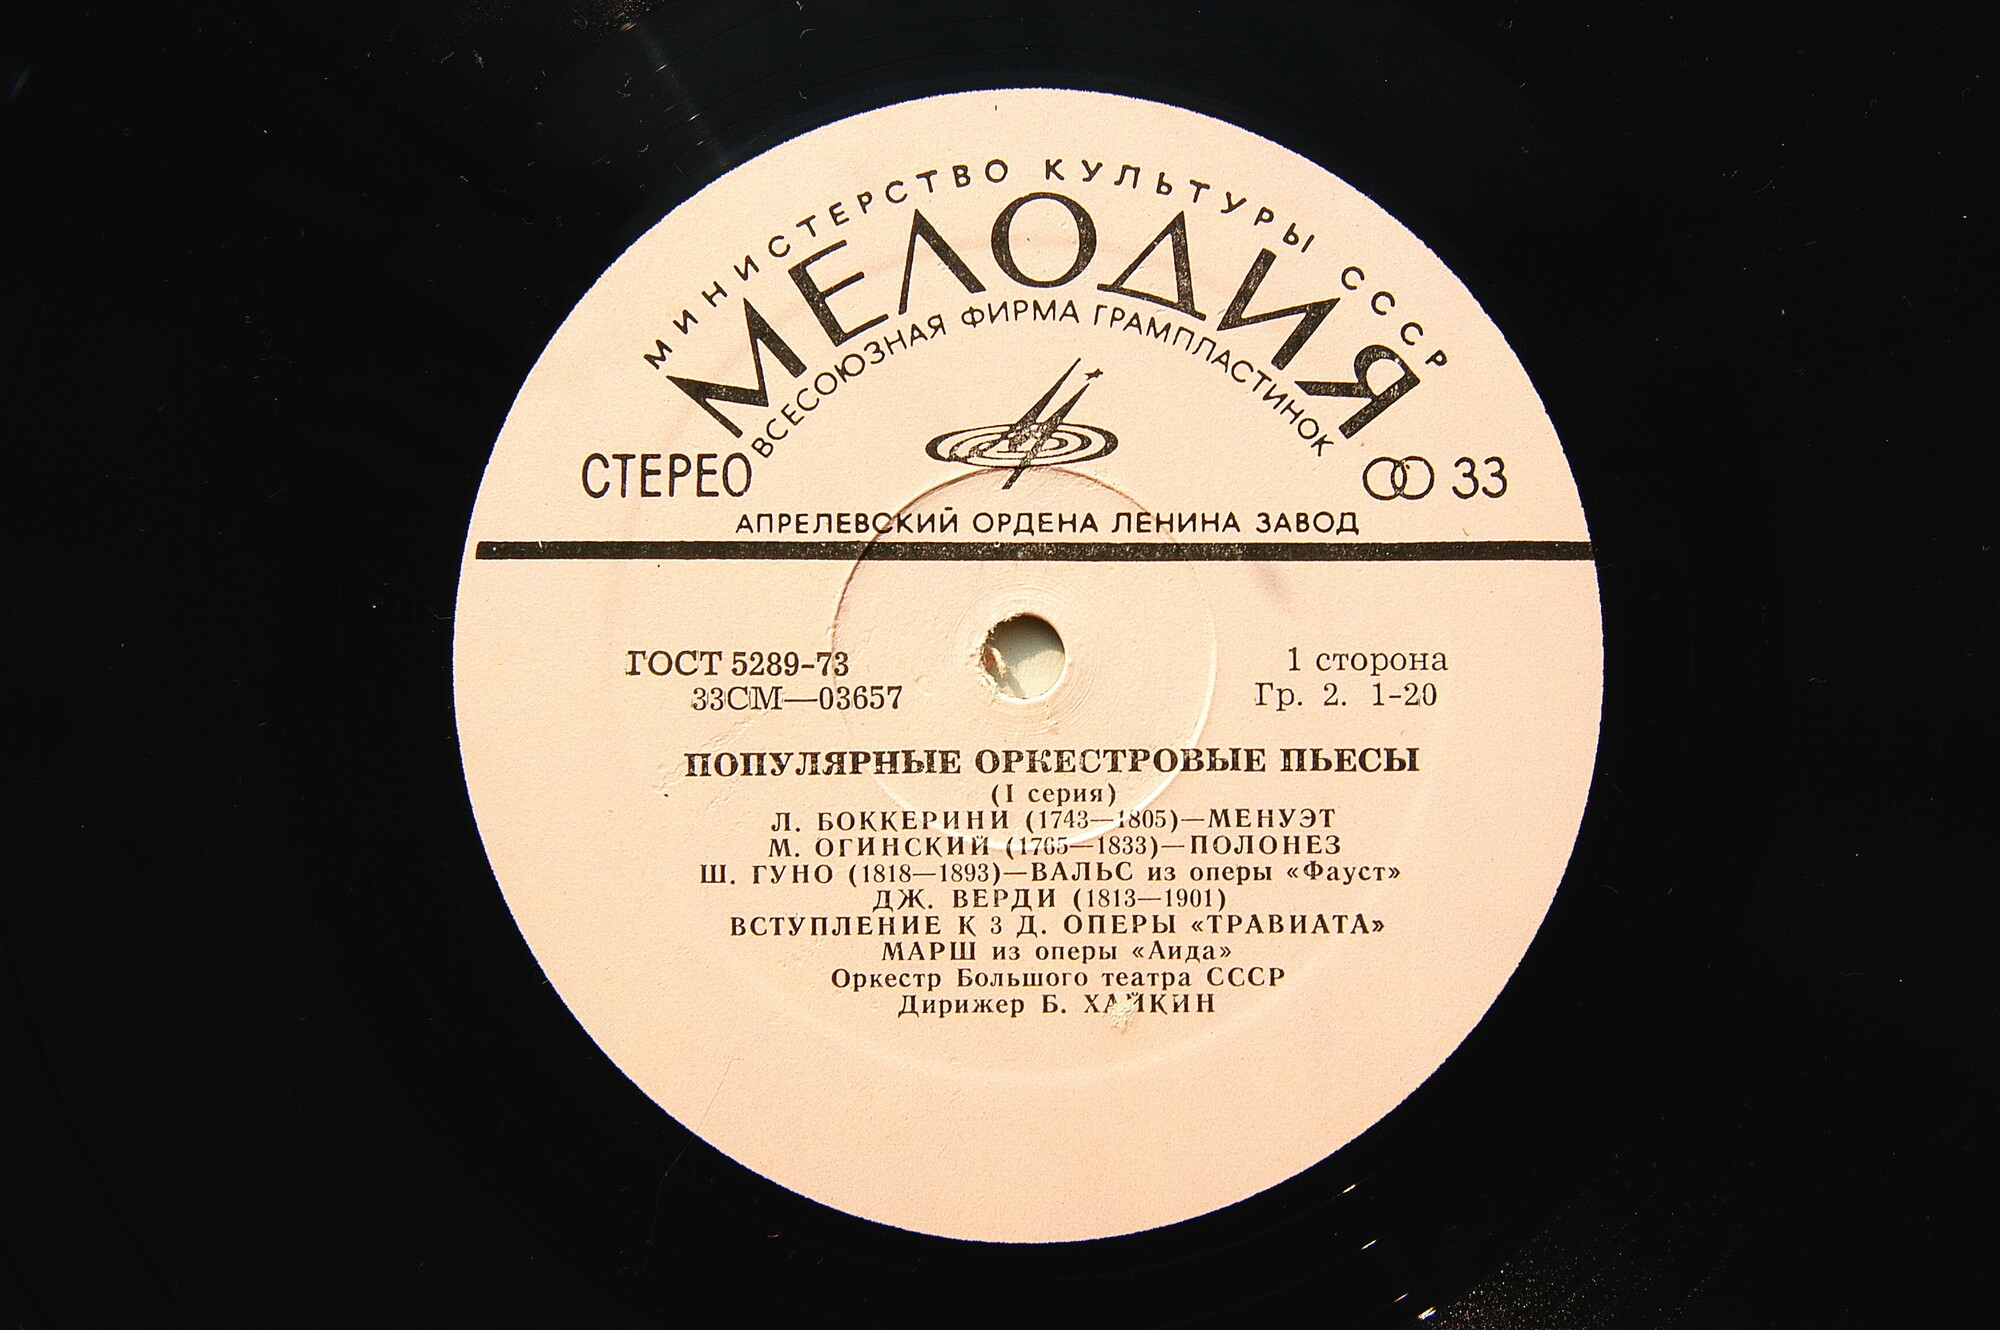 МИНИСТЕРСТВО КУЛЬТУРЫ СССР
МЕЛОДИЯ
ВСЕСОЮЗНАЯ ФИРМА ГРАМПЛАСТИНОК
СТЕРЕО
33
АПРЕЛЕВСКИЙ ОРДЕНА ЛЕНИНА ЗАВОД
ГОСТ 5289-73
33СМ—03657
1 сторона
Гр. 2. 1-20
ПОПУЛЯРНЫЕ ОРКЕСТРОВЫЕ ПЬЕСЫ
(I серия)
Л. БОККЕРИНИ (1743—1805)—МЕНУЭТ
М. ОГИНСКИЙ (1765—1833)—ПОЛОНЕЗ
Ш. ГУНО (1818—1893)—ВАЛЬС из оперы «Фауст»
ДЖ. ВЕРДИ (1813—1901)
ВСТУПЛЕНИЕ К 3 Д. ОПЕРЫ «ТРАВИАТА»
МАРШ из оперы «Аида»
Оркестр Большого театра СССР
Дирижер Б. ХАЙКИН